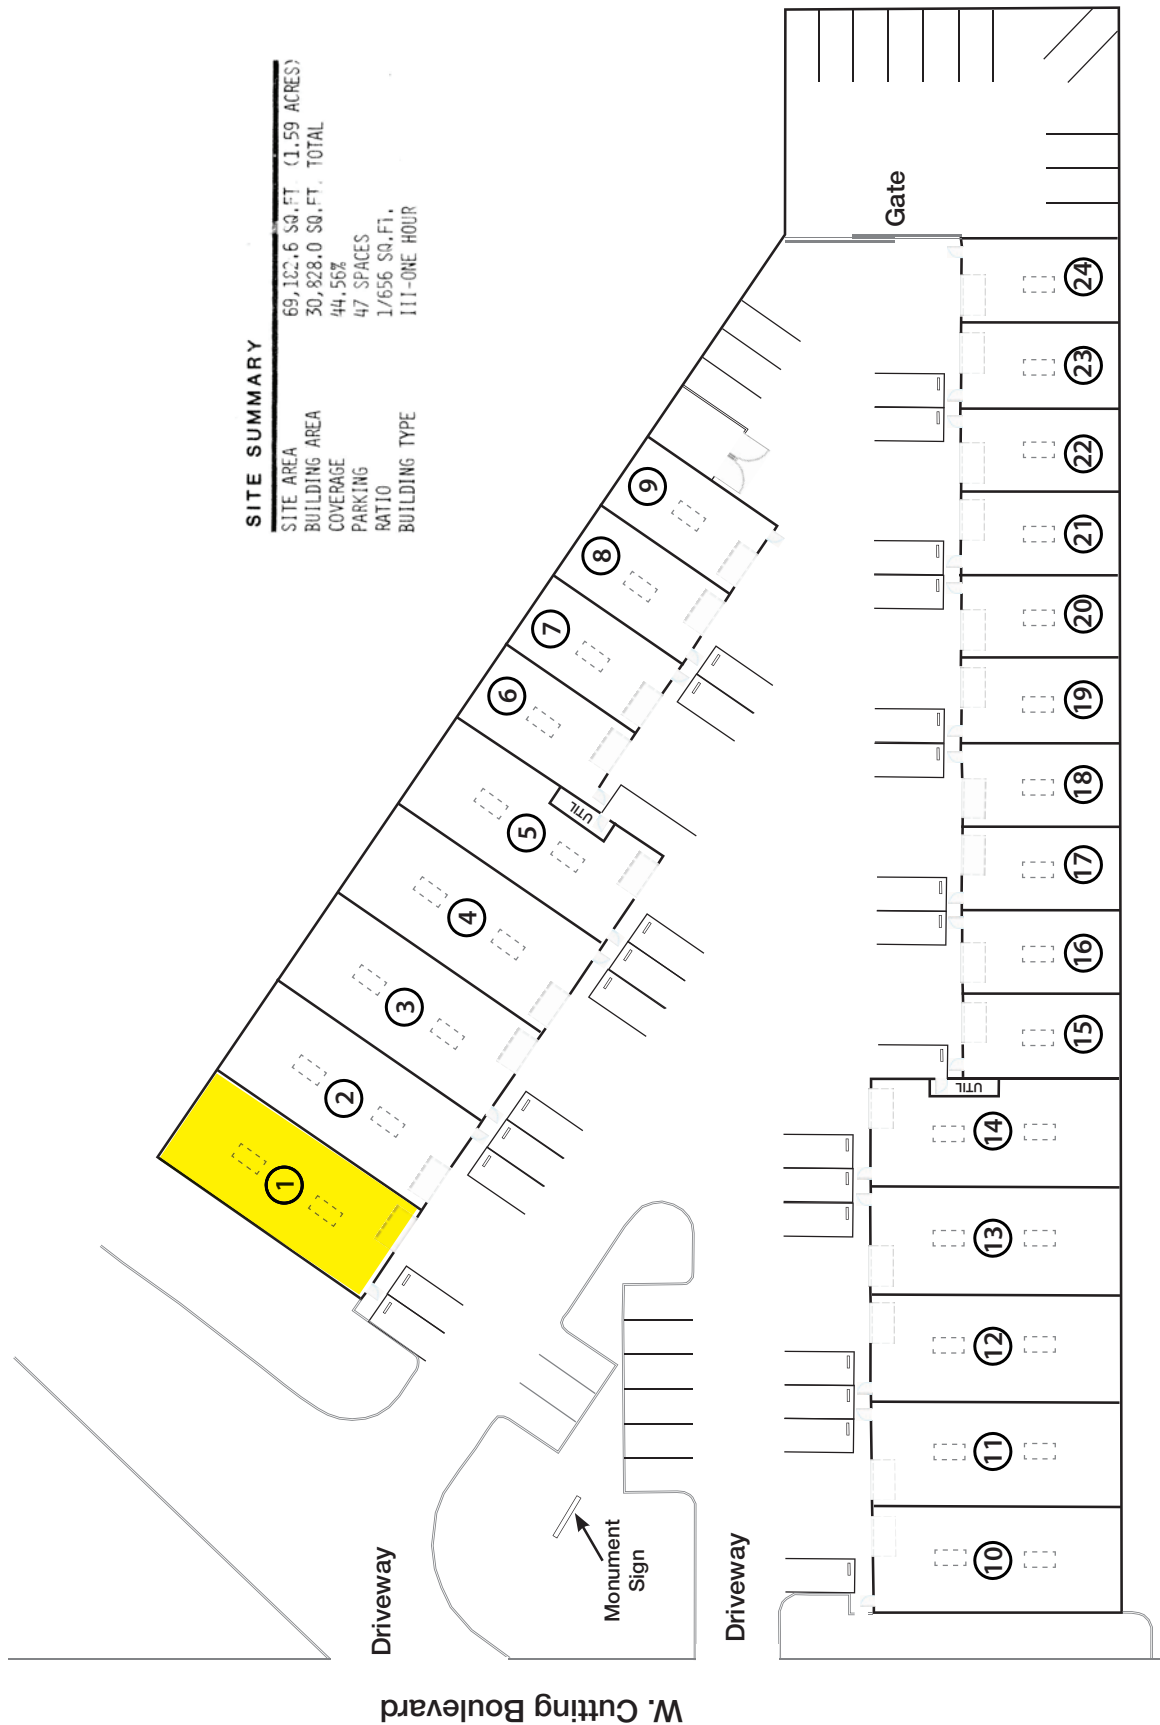 SITE SUMMARY
SITE AREA 69,182.6 SQ.FT. (1.59 ACRES)
BUILDING AREA 30,828.0 SQ.FT. TOTAL
COVERAGE 44.56%
PARKING 47 SPACES
RATIO 1/656 SQ.FT.
BUILDING TYPE III-ONE HOUR
Gate
1
2
3
4
5
UTIL
6
7
8
9
10
11
12
13
14
UTIL
15
16
17
18
19
20
21
22
23
24
Driveway
Monument
Sign
Driveway
W. Cutting Boulevard